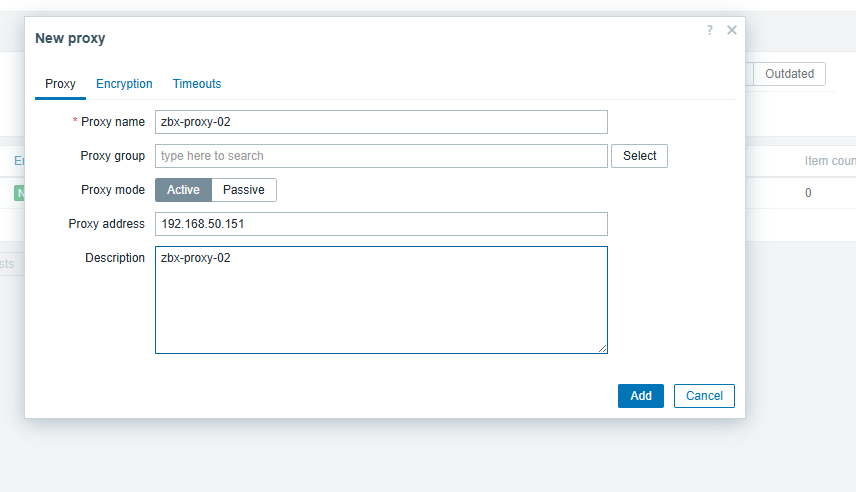 New proxy
?
Proxy Encryption Timeouts
Outdated
* Proxy name zbx-proxy-02
Proxy group type here to search Select
Item coun
Proxy mode Active Passive
0
Proxy address 192.168.50.151
Description zbx-proxy-02
sts
Add Cancel